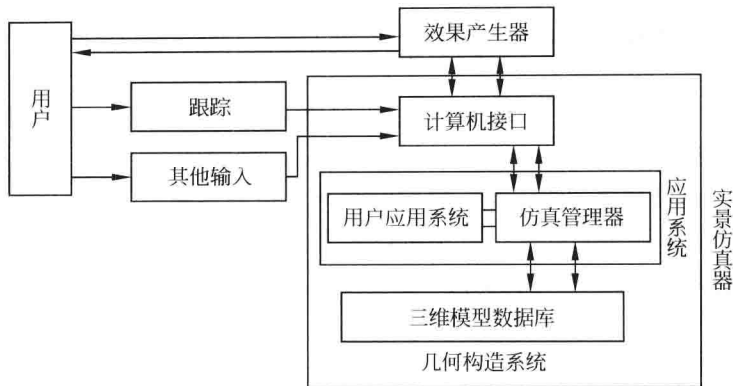 效果产生器
用户
跟踪
计算机接口
其他输入
用户应用系统
仿真管理器
应用系统
实景仿真器
三维模型数据库
几何构造系统